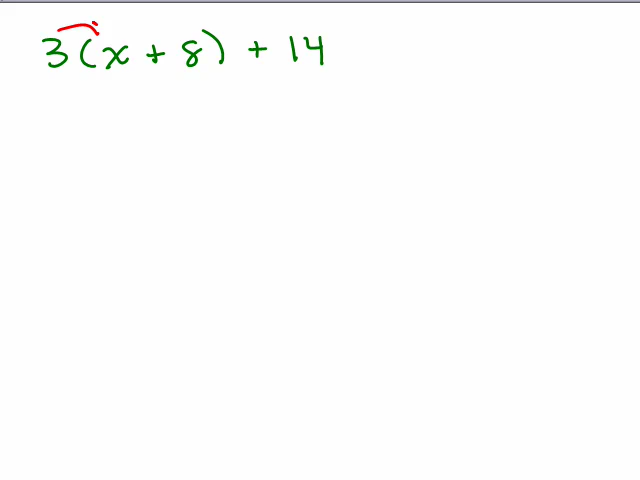 3(x + 8) + 14